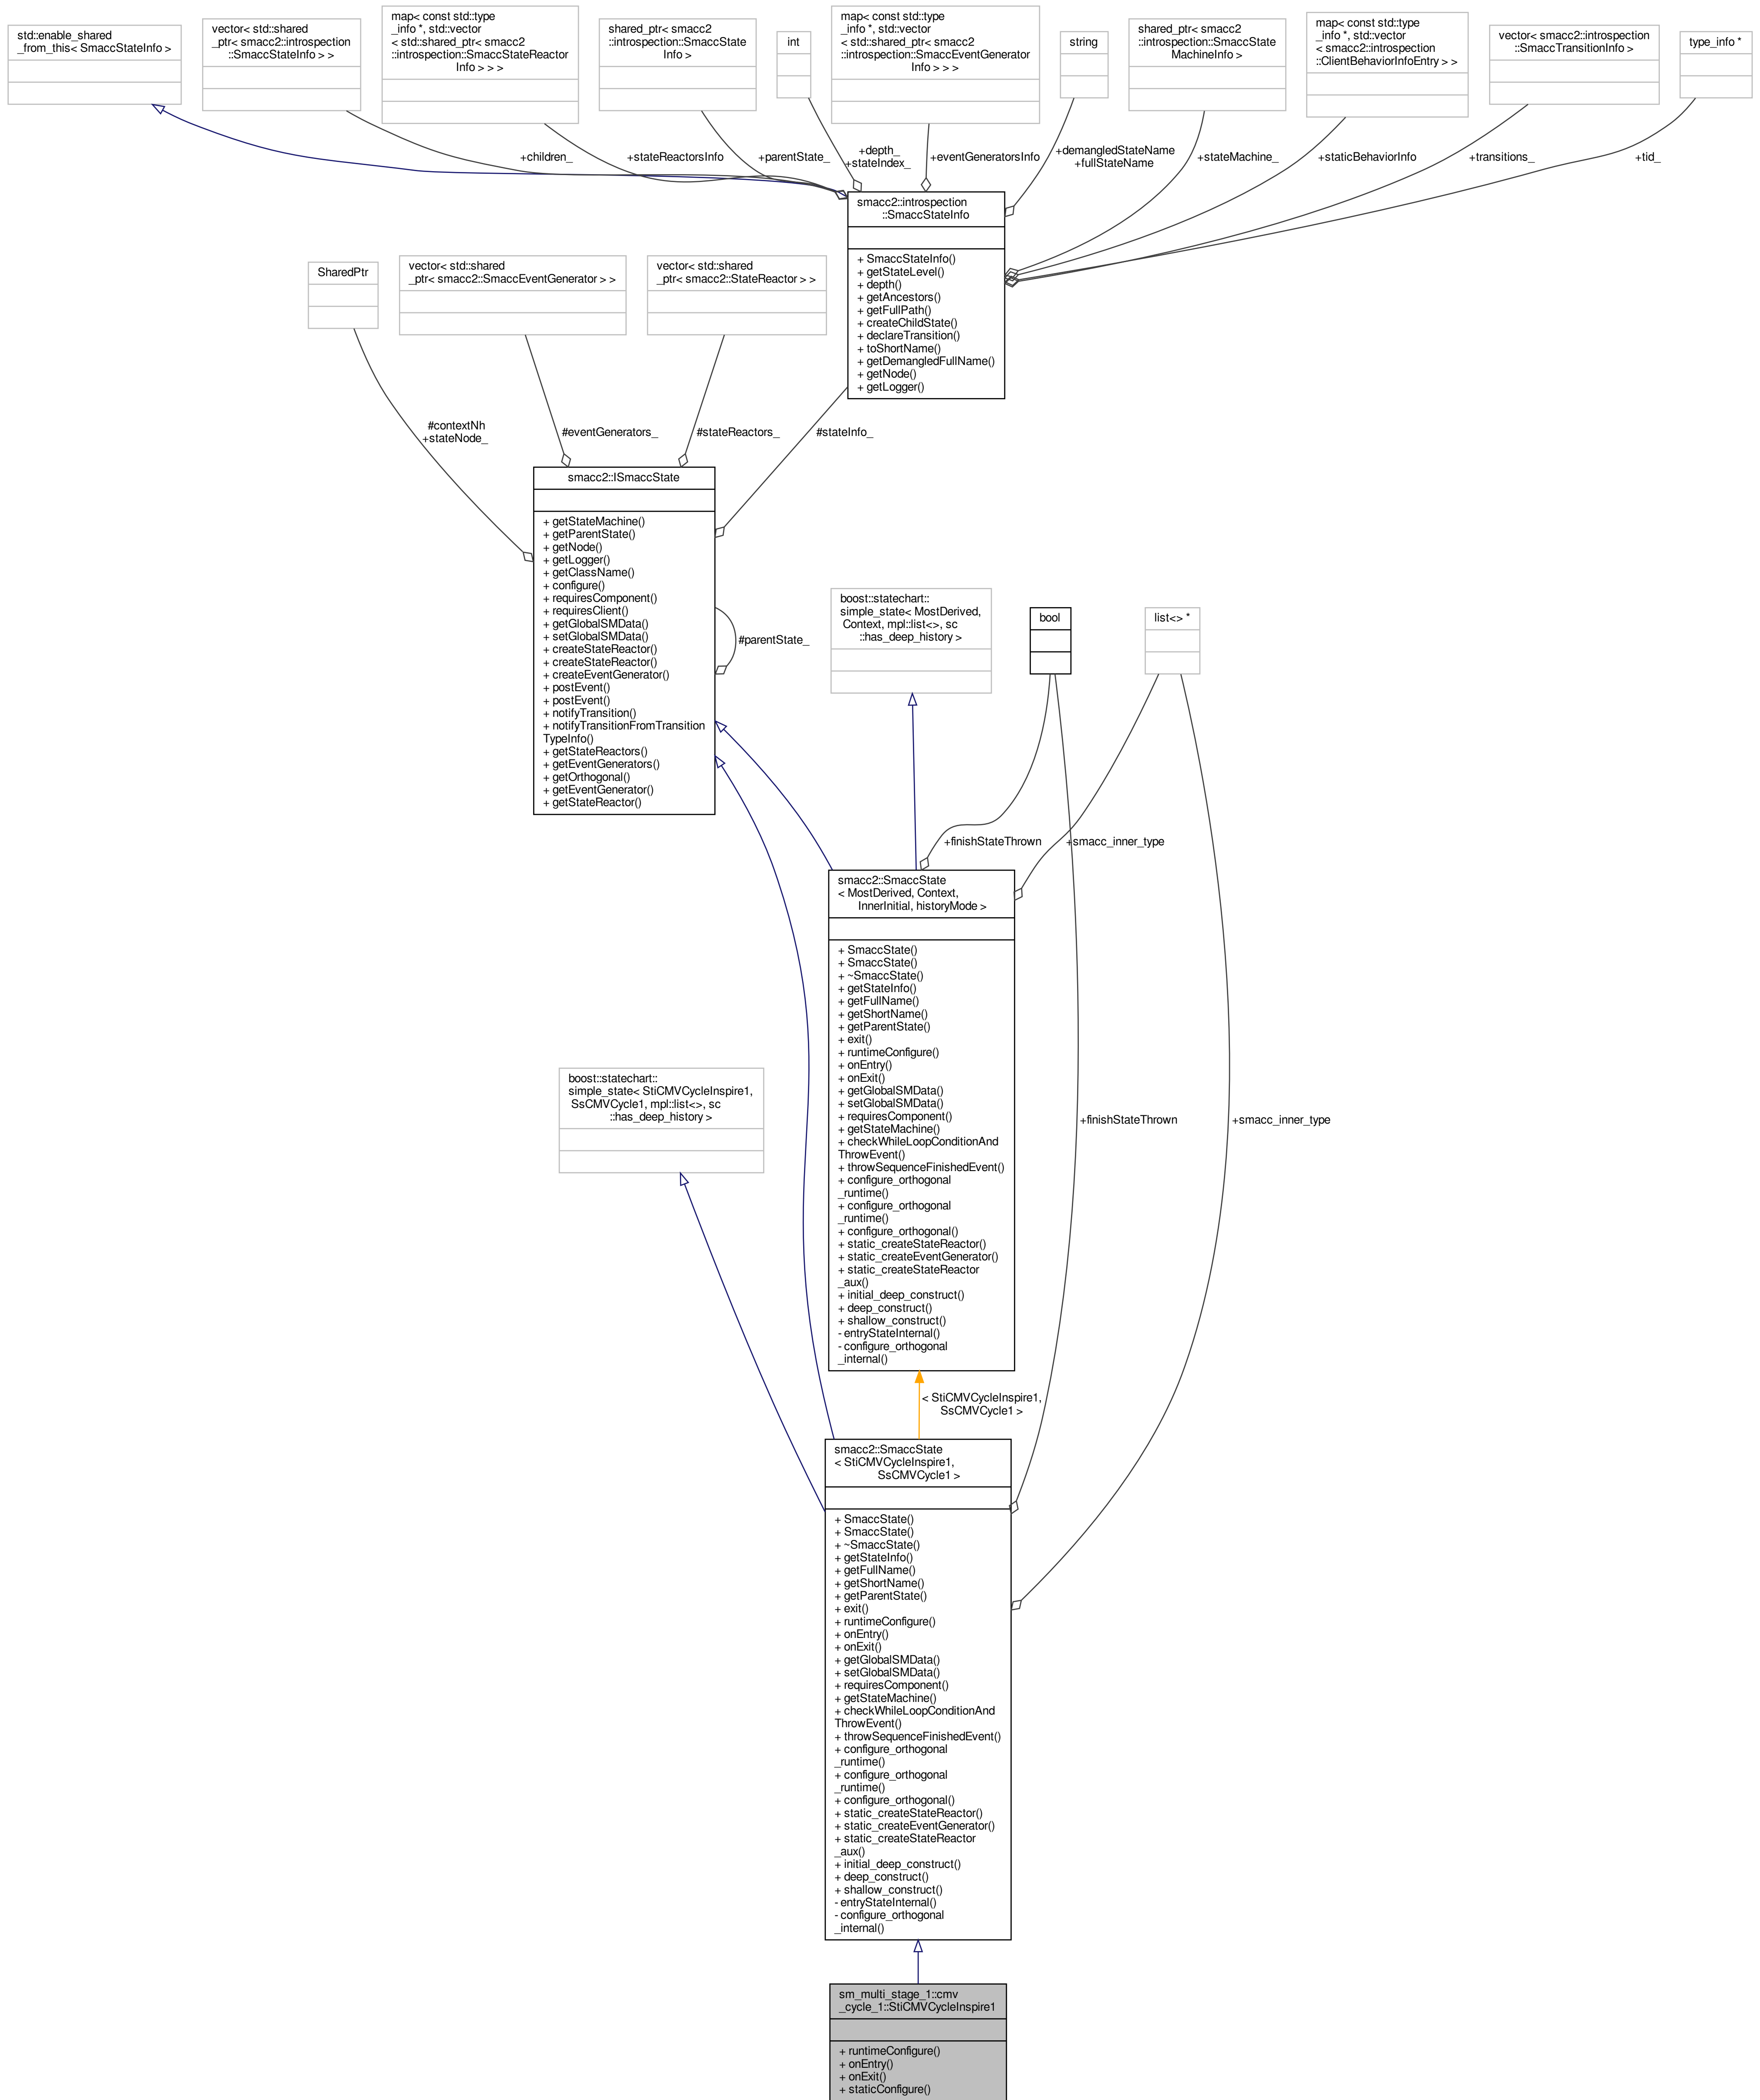 std::enable_shared
_from_this< SmaccStateInfo >
vector< std::shared
_ptr< smacc2::introspection
::SmaccStateInfo > >
map< const std::type
_info *, std::vector
< std::shared_ptr< smacc2
::introspection::SmaccStateReactor
Info > > >
shared_ptr< smacc2
::introspection::SmaccState
Info >
int
map< const std::type
_info *, std::vector
< std::shared_ptr< smacc2
::introspection::SmaccEventGenerator
Info > > >
string
shared_ptr< smacc2
::introspection::SmaccState
MachineInfo >
map< const std::type
_info *, std::vector
< smacc2::introspection
::ClientBehaviorInfoEntry > >
vector< smacc2::introspection
::SmaccTransitionInfo >
type_info *
+children_
+stateReactorsInfo
+parentState_
+depth_
+stateIndex_
+eventGeneratorsInfo
+demangledStateName
+fullStateName
+stateMachine_
+staticBehaviorInfo
+transitions_
+tid_
smacc2::introspection
::SmaccStateInfo
+ SmaccStateInfo()
+ getStateLevel()
+ depth()
+ getAncestors()
+ getFullPath()
+ createChildState()
+ declareTransition()
+ toShortName()
+ getDemangledFullName()
+ getNode()
+ getLogger()
SharedPtr
vector< std::shared
_ptr< smacc2::SmaccEventGenerator > >
vector< std::shared
_ptr< smacc2::StateReactor > >
#contextNh
+stateNode_
#eventGenerators_
#stateReactors_
#stateInfo_
smacc2::ISmaccState
+ getStateMachine()
+ getParentState()
+ getNode()
+ getLogger()
+ getClassName()
+ configure()
+ requiresComponent()
+ requiresClient()
+ getGlobalSMData()
+ setGlobalSMData()
+ createStateReactor()
+ createStateReactor()
+ createEventGenerator()
+ postEvent()
+ postEvent()
+ notifyTransition()
+ notifyTransitionFromTransition
TypeInfo()
+ getStateReactors()
+ getEventGenerators()
+ getOrthogonal()
+ getEventGenerator()
+ getStateReactor()
#parentState_
boost::statechart::
simple_state< MostDerived,
Context, mpl::list<>, sc
::has_deep_history >
bool
list<> *
+finishStateThrown
+smacc_inner_type
smacc2::SmaccState
< MostDerived, Context,
InnerInitial, historyMode >
+ SmaccState()
+ SmaccState()
+ ~SmaccState()
+ getStateInfo()
+ getFullName()
+ getShortName()
+ getParentState()
+ exit()
+ runtimeConfigure()
+ onEntry()
+ onExit()
+ getGlobalSMData()
+ setGlobalSMData()
+ requiresComponent()
+ getStateMachine()
+ checkWhileLoopConditionAnd
ThrowEvent()
+ throwSequenceFinishedEvent()
+ configure_orthogonal
_runtime()
+ configure_orthogonal
_runtime()
+ configure_orthogonal()
+ static_createStateReactor()
+ static_createEventGenerator()
+ static_createStateReactor
_aux()
+ initial_deep_construct()
+ deep_construct()
+ shallow_construct()
- entryStateInternal()
- configure_orthogonal
_internal()
boost::statechart::
simple_state< StiCMVCycleInspire1,
SsCMVCycle1, mpl::list<>, sc
::has_deep_history >
+finishStateThrown
+smacc_inner_type
< StiCMVCycleInspire1,
SsCMVCycle1 >
smacc2::SmaccState
< StiCMVCycleInspire1,
SsCMVCycle1 >
+ SmaccState()
+ SmaccState()
+ ~SmaccState()
+ getStateInfo()
+ getFullName()
+ getShortName()
+ getParentState()
+ exit()
+ runtimeConfigure()
+ onEntry()
+ onExit()
+ getGlobalSMData()
+ setGlobalSMData()
+ requiresComponent()
+ getStateMachine()
+ checkWhileLoopConditionAnd
ThrowEvent()
+ throwSequenceFinishedEvent()
+ configure_orthogonal
_runtime()
+ configure_orthogonal
_runtime()
+ configure_orthogonal()
+ static_createStateReactor()
+ static_createEventGenerator()
+ static_createStateReactor
_aux()
+ initial_deep_construct()
+ deep_construct()
+ shallow_construct()
- entryStateInternal()
- configure_orthogonal
_internal()
sm_multi_stage_1::cmv
_cycle_1::StiCMVCycleInspire1
+ runtimeConfigure()
+ onEntry()
+ onExit()
+ staticConfigure()